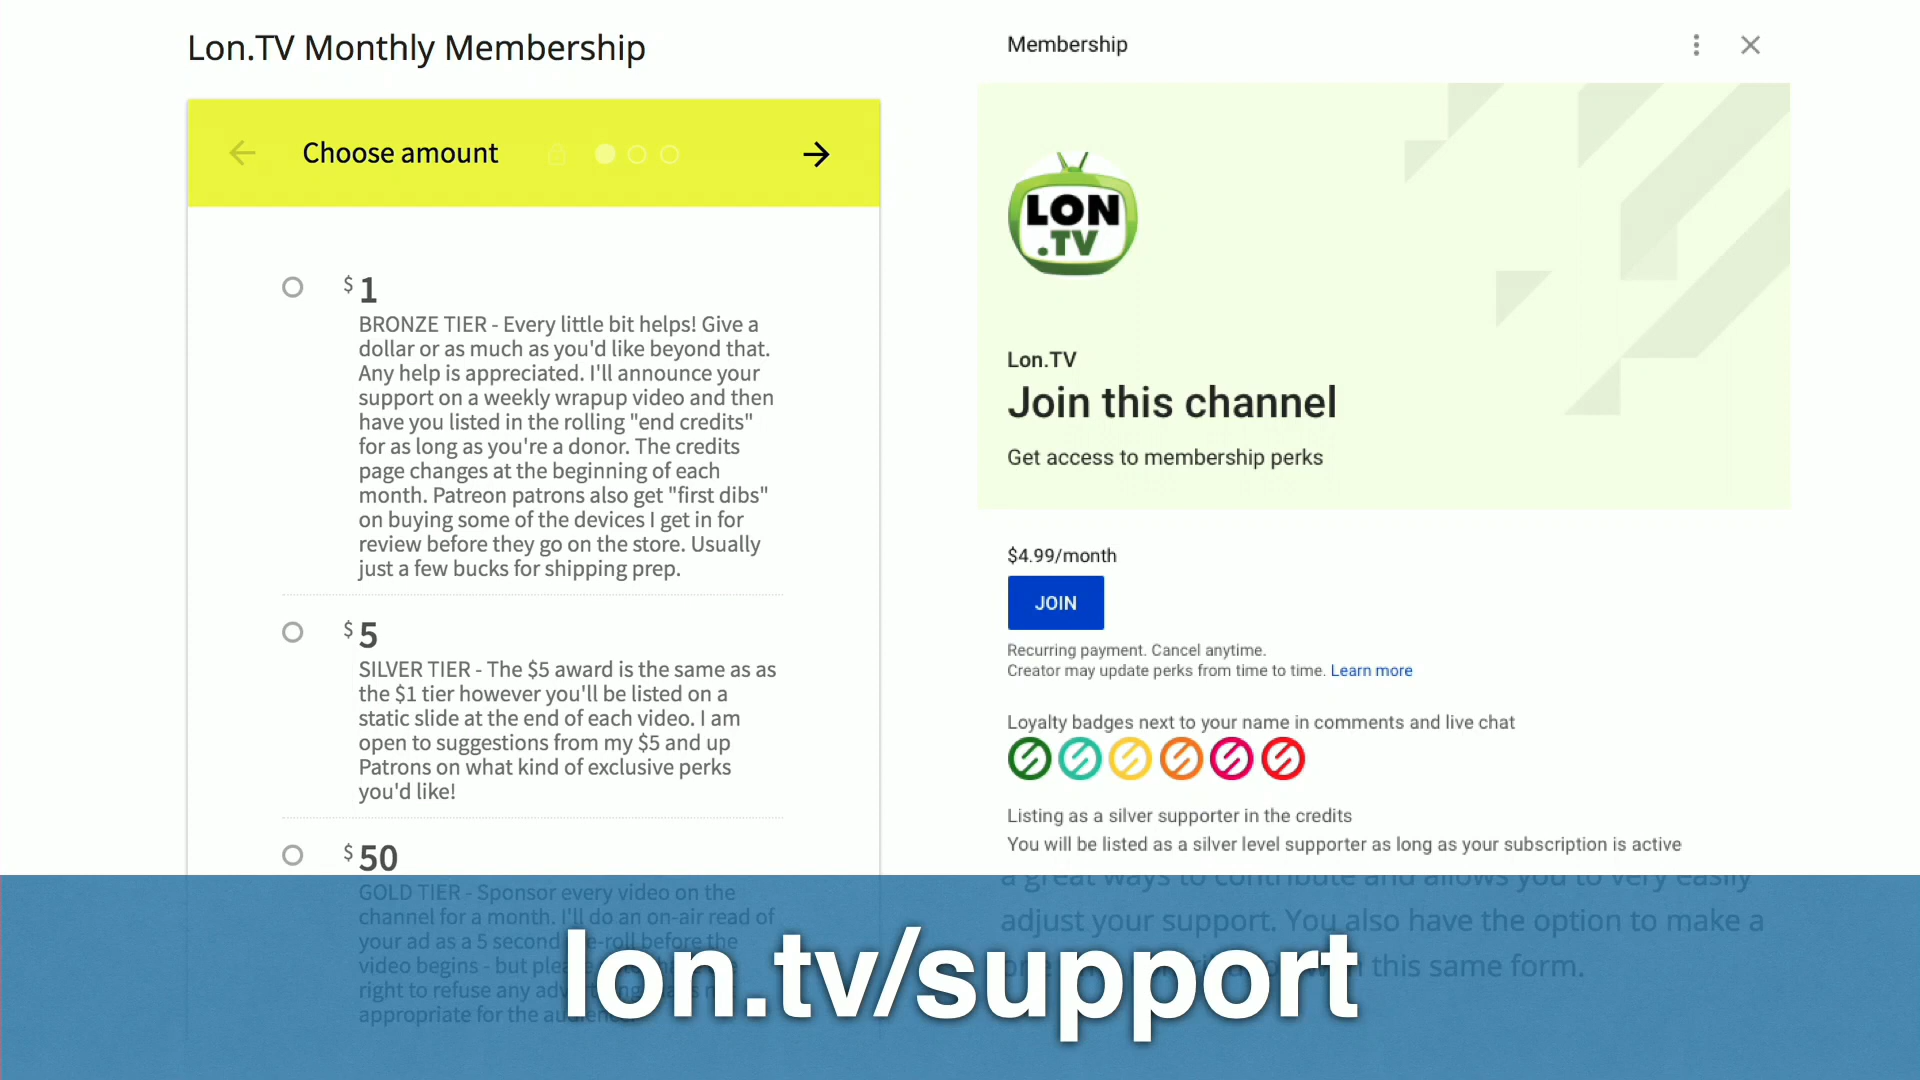 Lon.TV Monthly Membership
Choose amount
$ 1
BRONZE TIER - Every little bit helps! Give a
dollar or as much as you'd like beyond that.
Any help is appreciated. I'll announce your
support on a weekly wrapup video and then
have you listed in the rolling "end credits"
for as long as you're a donor. The credits
page changes at the beginning of each
month. Patreon patrons also get "first dibs"
on buying some of the devices I get in for
review before they go on the store. Usually
just a few bucks for shipping prep.
$ 5
SILVER TIER - The $5 award is the same as as
the $1 tier however you'll be listed on a
static slide at the end of each video. I am
open to suggestions from my $5 and up
Patrons on what kind of exclusive perks
you'd like!
$ 50
GOLD TIER - Sponsor every video on the
channel for a month. I'll do an on-air read of
your ad as a 5 second before the
video begins - but
right to refuse any
appropriate for the
Membership
LON
.TV
Lon.TV
Join this channel
Get access to membership perks
$4.99/month
JOIN
Recurring payment. Cancel anytime.
Creator may update perks from time to time. Learn more
Loyalty badges next to your name in comments and live chat
Listing as a silver supporter in the credits
You will be listed as a silver level supporter as long as your subscription is active
a great ways to contribute and allows you to very easily
adjust your support. You also have the option to make a
this same form.
lon.tv/support